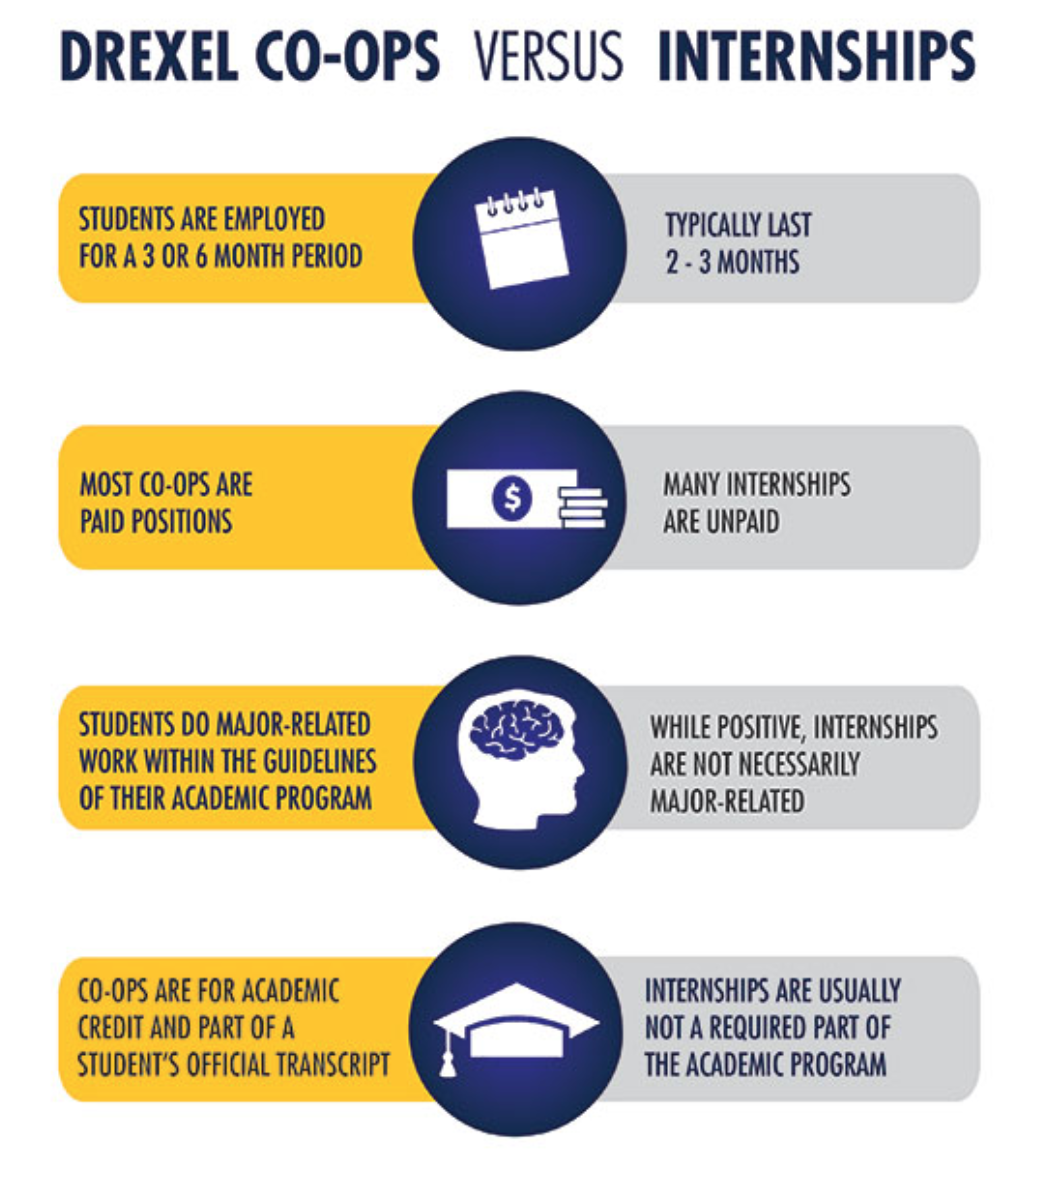 DREXEL CO-OPS VERSUS INTERNSHIPS
STUDENTS ARE EMPLOYED
FOR A 3 OR 6 MONTH PERIOD
TYPICALLY LAST
2 - 3 MONTHS
MOST CO-OPS ARE
PAID POSITIONS
$
MANY INTERNSHIPS
ARE UNPAID
STUDENTS DO MAJOR-RELATED
WORK WITHIN THE GUIDELINES
OF THEIR ACADEMIC PROGRAM
WHILE POSITIVE, INTERNSHIPS
ARE NOT NECESSARILY
MAJOR-RELATED
CO-OPS ARE FOR ACADEMIC
CREDIT AND PART OF A
STUDENT'S OFFICIAL TRANSCRIPT
INTERNSHIPS ARE USUALLY
NOT A REQUIRED PART OF
THE ACADEMIC PROGRAM